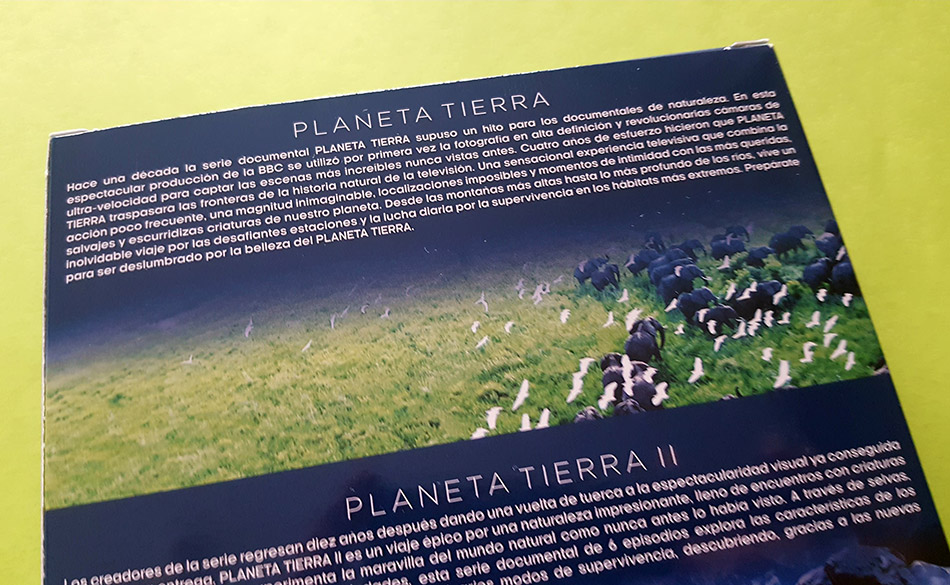 PLANETA TIERRA
Hace una década la serie documental PLANETA TIERRA supuso un hito para los documentales de naturaleza. En esta
espectacular producción de la BBC se utilizó por primera vez la fotografía en alta definición y revolucionarias cámaras de
ultra-velocidad para captar las escenas más increíbles nunca vistas antes. Cuatro años de esfuerzo hicieron que PLANETA
TIERRA traspasara las fronteras de la historia natural de la televisión. Una sensacional experiencia televisiva que combina la
acción poco frecuente, una magnitud inimaginable, localizaciones imposibles y momentos de intimidad con las más queridas,
salvajes y escurridizas criaturas de nuestro planeta. Desde las montañas más altas hasta lo más profundo de los ríos, vive un
inolvidable viaje por las desafiantes estaciones y la lucha diaria por la supervivencia en los hábitats más extremos. Prepárate
para ser deslumbrado por la belleza del PLANETA TIERRA.
PLANETA TIERRA II
Los creadores de la serie regresan diez años después dando una vuelta de tuerca a la espectacularidad visual ya conseguida
entrega. PLANETA TIERRA II es un viaje épico por una naturaleza impresionante, lleno de encuentros con criaturas
la maravilla del mundo natural como nunca antes lo había visto. A través de selvas,
esta serie documental de 6 episodios explora las características de los
modos de supervivencia, descubriendo, gracias a las nuevas